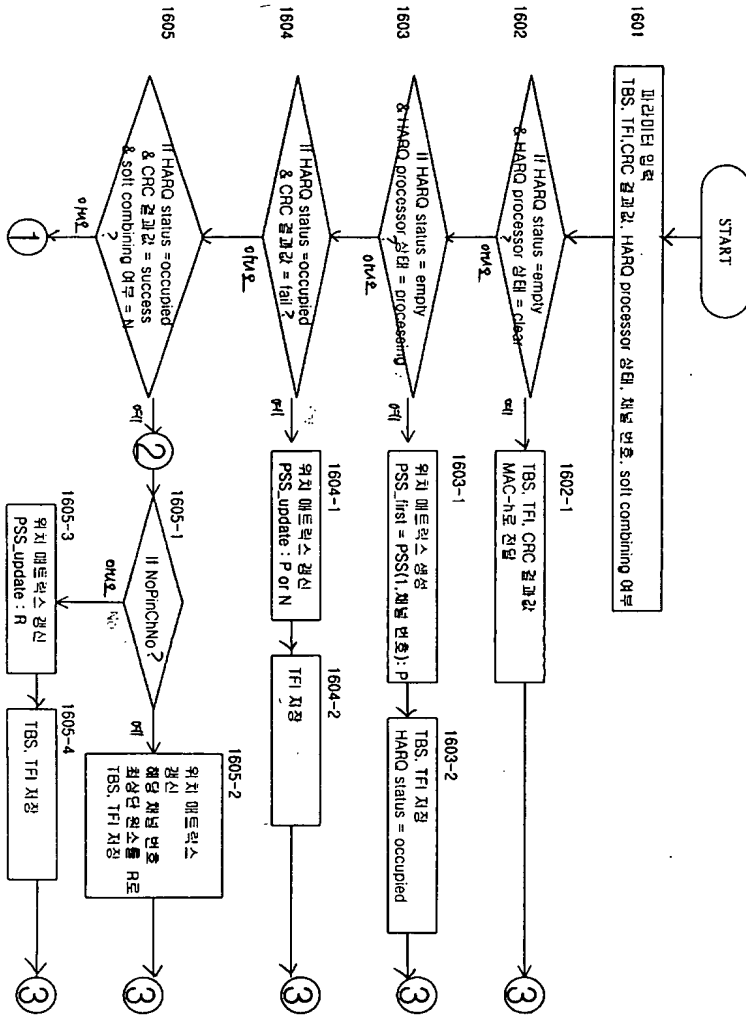 START
1601
파라미터 입력
TBS, TFI,CRC 결과값, HARQ processor 상태, 채널 번호, soft combining 여부
1602
If HARQ status =empty
& HARQ processor 상태 = clear
?
아니오
예
1602-1
TBS, TFI, CRC 결과값
MAC-h로 전달
3
1603
If HARQ status = empty
& HARQ processor 상태 = processing
?
아니오
예
1603-1
위치 매트릭스 생성
PSS_first = PSS(1,채널 번호): P
1603-2
TBS, TFI 저장
HARQ status = occupied
3
1604
If HARQ status =occupied
& CRC 결과값 = fail ?
아니오
예
1604-1
위치 매트릭스 갱신
PSS_update : P or N
1604-2
TFI 저장
3
1605
If HARQ status =occupied
& CRC 결과값 = success
& soft combining 여부 = N
?
아니오
1
예
2
1605-1
If NoPinChNo ?
예
아니오
No
1605-2
위치 매트릭스
갱신
해당 채널 번호
최상단 원소를 R로
TBS, TFI 저장
3
1605-3
위치 매트릭스 갱신
PSS_update : R
1605-4
TBS, TFI 저장
3